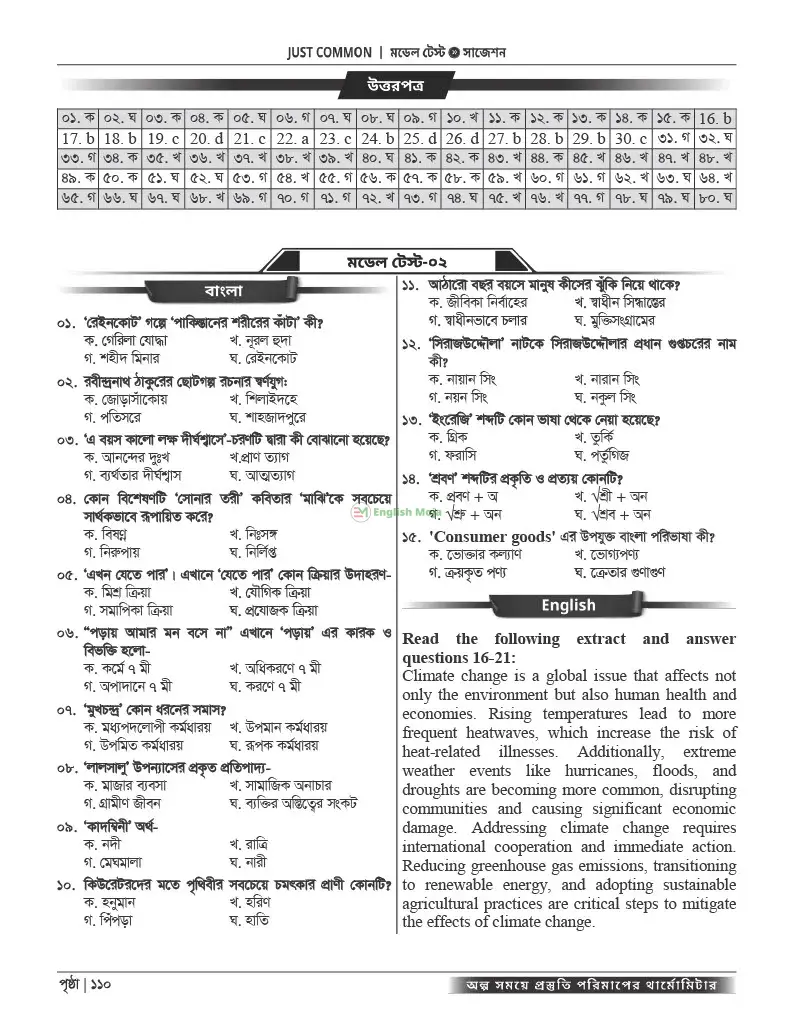 JUST COMMON | মডেল টেস্ট » সাজেশন
উত্তরপত্র
০১. ক ০২. ঘ ০৩. ক ০৪. ক ০৫. ঘ ০৬. গ ০৭. ঘ ০৮. ঘ ০৯. গ ১০. খ ১১. ক ১২. ক ১৩. ক ১৪. ক ১৫. ক 16. b
17. b 18. b 19. c 20. d 21. c 22. a 23. c 24. b 25. d 26. d 27. b 28. b 29. b 30. c ৩১. গ ৩২. ঘ
৩৩. গ ৩৪. ক ৩৫. খ ৩৬. খ ৩৭. খ ৩৮. খ ৩৯. খ ৪০. ঘ ৪১. ক ৪২. ক ৪৩. খ ৪৪. ক ৪৫. খ ৪৬. খ ৪৭. খ ৪৮. খ
৪৯. ক ৫০. ক ৫১. ঘ ৫২. ঘ ৫৩. গ ৫৪. খ ৫৫. গ ৫৬. ক ৫৭. ক ৫৮. ক ৫৯. খ ৬০. গ ৬১. গ ৬২. খ ৬৩. ঘ ৬৪. খ
৬৫. গ ৬৬. ঘ ৬৭. ঘ ৬৮. খ ৬৯. গ ৭০. গ ৭১. গ ৭২. খ ৭৩. গ ৭৪. ঘ ৭৫. খ ৭৬. খ ৭৭. গ ৭৮. ঘ ৭৯. ঘ ৮০. ঘ
মডেল টেস্ট-০২
বাংলা
০১. ‘রেইনকোট’ গল্পে ‘পাকিস্তানের শরীরের কাঁটা’ কী?
ক. গেরিলা যোদ্ধা খ. নূরুল হুদা
গ. শহীদ মিনার ঘ. রেইনকোট
০২. রবীন্দ্রনাথ ঠাকুরের ছোটগল্প রচনার স্বর্ণযুগ:
ক. জোড়াসাঁকোয় খ. শিলাইদহে
গ. পতিসরে ঘ. শাহজাদপুরে
০৩. ‘এ বয়স কালো লক্ষ দীর্ঘশ্বাসে’-চরণটি দ্বারা কী বোঝানো হয়েছে?
ক. আনন্দের দুঃখ খ.প্রাণ ত্যাগ
গ. ব্যর্থতার দীর্ঘশ্বাস ঘ. আত্মত্যাগ
০৪. কোন বিশেষণটি ‘সোনার তরী’ কবিতার ‘মাঝি’কে সবচেয়ে
সার্থকভাবে রূপায়িত করে?
ক. বিষণ্ণ খ. নিঃসঙ্গ
গ. নিরুপায় ঘ. নির্লিপ্ত
০৫. ‘এখন যেতে পার’। এখানে ‘যেতে পার’ কোন ক্রিয়ার উদাহরণ-
ক. মিশ্র ক্রিয়া খ. যৌগিক ক্রিয়া
গ. সমাপিকা ক্রিয়া ঘ. প্রযোজক ক্রিয়া
০৬. “পড়ায় আমার মন বসে না” এখানে ‘পড়ায়’ এর কারক ও
বিভক্তি হলো-
ক. কর্মে ৭ মী খ. অধিকরণে ৭ মী
গ. অপাদানে ৭ মী ঘ. করণে ৭ মী
০৭. ‘মুখচন্দ্র’ কোন ধরনের সমাস?
ক. মধ্যপদলোপী কর্মধারয় খ. উপমান কর্মধারয়
গ. উপমিত কর্মধারয় ঘ. রূপক কর্মধারয়
০৮. ‘লালসালু’ উপন্যাসের প্রকৃত প্রতিপাদ্য-
ক. মাজার ব্যবসা খ. সামাজিক অনাচার
গ. গ্রামীণ জীবন ঘ. ব্যক্তির অস্তিত্বের সংকট
০৯. ‘কাদম্বিনী’ অর্থ-
ক. নদী খ. রাত্রি
গ. মেঘমালা ঘ. নারী
১০. কিউরেটরদের মতে পৃথিবীর সবচেয়ে চমৎকার প্রাণী কোনটি?
ক. হনুমান খ. হরিণ
গ. পিঁপড়া ঘ. হাতি
১১. আঠারো বছর বয়সে মানুষ কীসের ঝুঁকি নিয়ে থাকে?
ক. জীবিকা নির্বাহের খ. স্বাধীন সিদ্ধান্তের
গ. স্বাধীনভাবে চলার ঘ. মুক্তিসংগ্রামের
১২. ‘সিরাজউদ্দৌলা’ নাটকে সিরাজউদ্দৌলার প্রধান গুপ্তচরের নাম
কী?
ক. নায়ান সিং খ. নারান সিং
গ. নয়ন সিং ঘ. নকুল সিং
১৩. ‘ইংরেজি’ শব্দটি কোন ভাষা থেকে নেয়া হয়েছে?
ক. গ্রিক খ. তুর্কি
গ. ফরাসি ঘ. পর্তুগিজ
১৪. ‘শ্রবণ’ শব্দটির প্রকৃতি ও প্রত্যয় কোনটি?
ক. প্রবণ + অ খ. √শ্রী + অন
English Moja
গ. √শ্রু + অন ঘ. √শ্রব + অন
১৫. 'Consumer goods' এর উপযুক্ত বাংলা পরিভাষা কী?
ক. ভোক্তার কল্যাণ খ. ভোগ্যপণ্য
গ. ক্রয়কৃত পণ্য ঘ. ক্রেতার গুণাগুণ
English
Read the following extract and answer
questions 16-21:
Climate change is a global issue that affects not
only the environment but also human health and
economies. Rising temperatures lead to more
frequent heatwaves, which increase the risk of
heat-related illnesses. Additionally, extreme
weather events like hurricanes, floods, and
droughts are becoming more common, disrupting
communities and causing significant economic
damage. Addressing climate change requires
international cooperation and immediate action.
Reducing greenhouse gas emissions, transitioning
to renewable energy, and adopting sustainable
agricultural practices are critical steps to mitigate
the effects of climate change.
পৃষ্ঠা | ১১০
অল্প সময়ে প্রস্তুতি পরিমাপের থার্মোমিটার